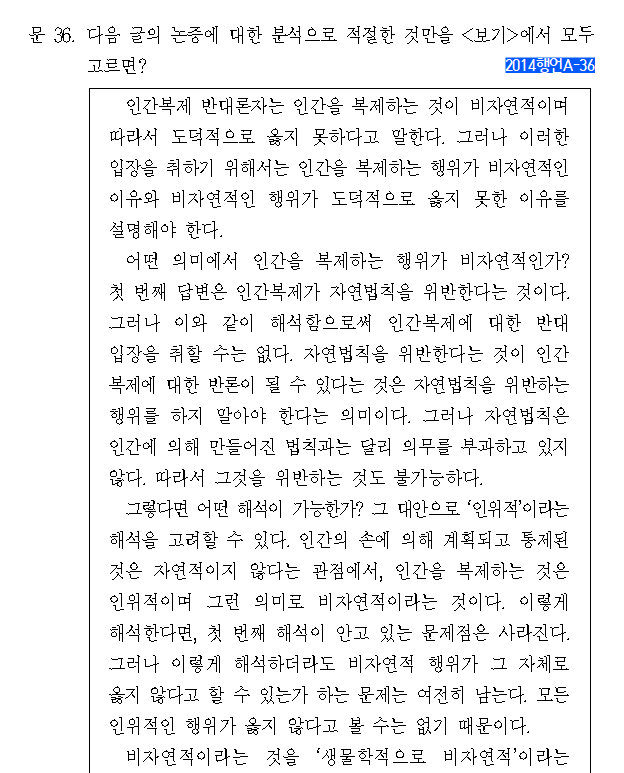 문 36. 다음 글의 논증에 대한 분석으로 적절한 것만을 <보기>에서 모두
고르면? 2014행언A-36
인간복제 반대론자는 인간을 복제하는 것이 비자연적이며
따라서 도덕적으로 옳지 못하다고 말한다. 그러나 이러한
입장을 취하기 위해서는 인간을 복제하는 행위가 비자연적인
이유와 비자연적인 행위가 도덕적으로 옳지 못한 이유를
설명해야 한다.
어떤 의미에서 인간을 복제하는 행위가 비자연적인가?
첫 번째 답변은 인간복제가 자연법칙을 위반한다는 것이다.
그러나 이와 같이 해석함으로써 인간복제에 대한 반대
입장을 취할 수는 없다. 자연법칙을 위반한다는 것이 인간
복제에 대한 반론이 될 수 있다는 것은 자연법칙을 위반하는
행위를 하지 말아야 한다는 의미이다. 그러나 자연법칙은
인간에 의해 만들어진 법칙과는 달리 의무를 부과하고 있지
않다. 따라서 그것을 위반하는 것도 불가능하다.
그렇다면 어떤 해석이 가능한가? 그 대안으로 ‘인위적’이라는
해석을 고려할 수 있다. 인간의 손에 의해 계획되고 통제된
것은 자연적이지 않다는 관점에서, 인간을 복제하는 것은
인위적이며 그런 의미로 비자연적이라는 것이다. 이렇게
해석한다면, 첫 번째 해석이 안고 있는 문제점은 사라진다.
그러나 이렇게 해석하더라도 비자연적 행위가 그 자체로
옳지 않다고 할 수 있는가 하는 문제는 여전히 남는다. 모든
인위적인 행위가 옳지 않다고 볼 수는 없기 때문이다.
비자연적이라는 것을 ‘생물학적으로 비자연적’이라는